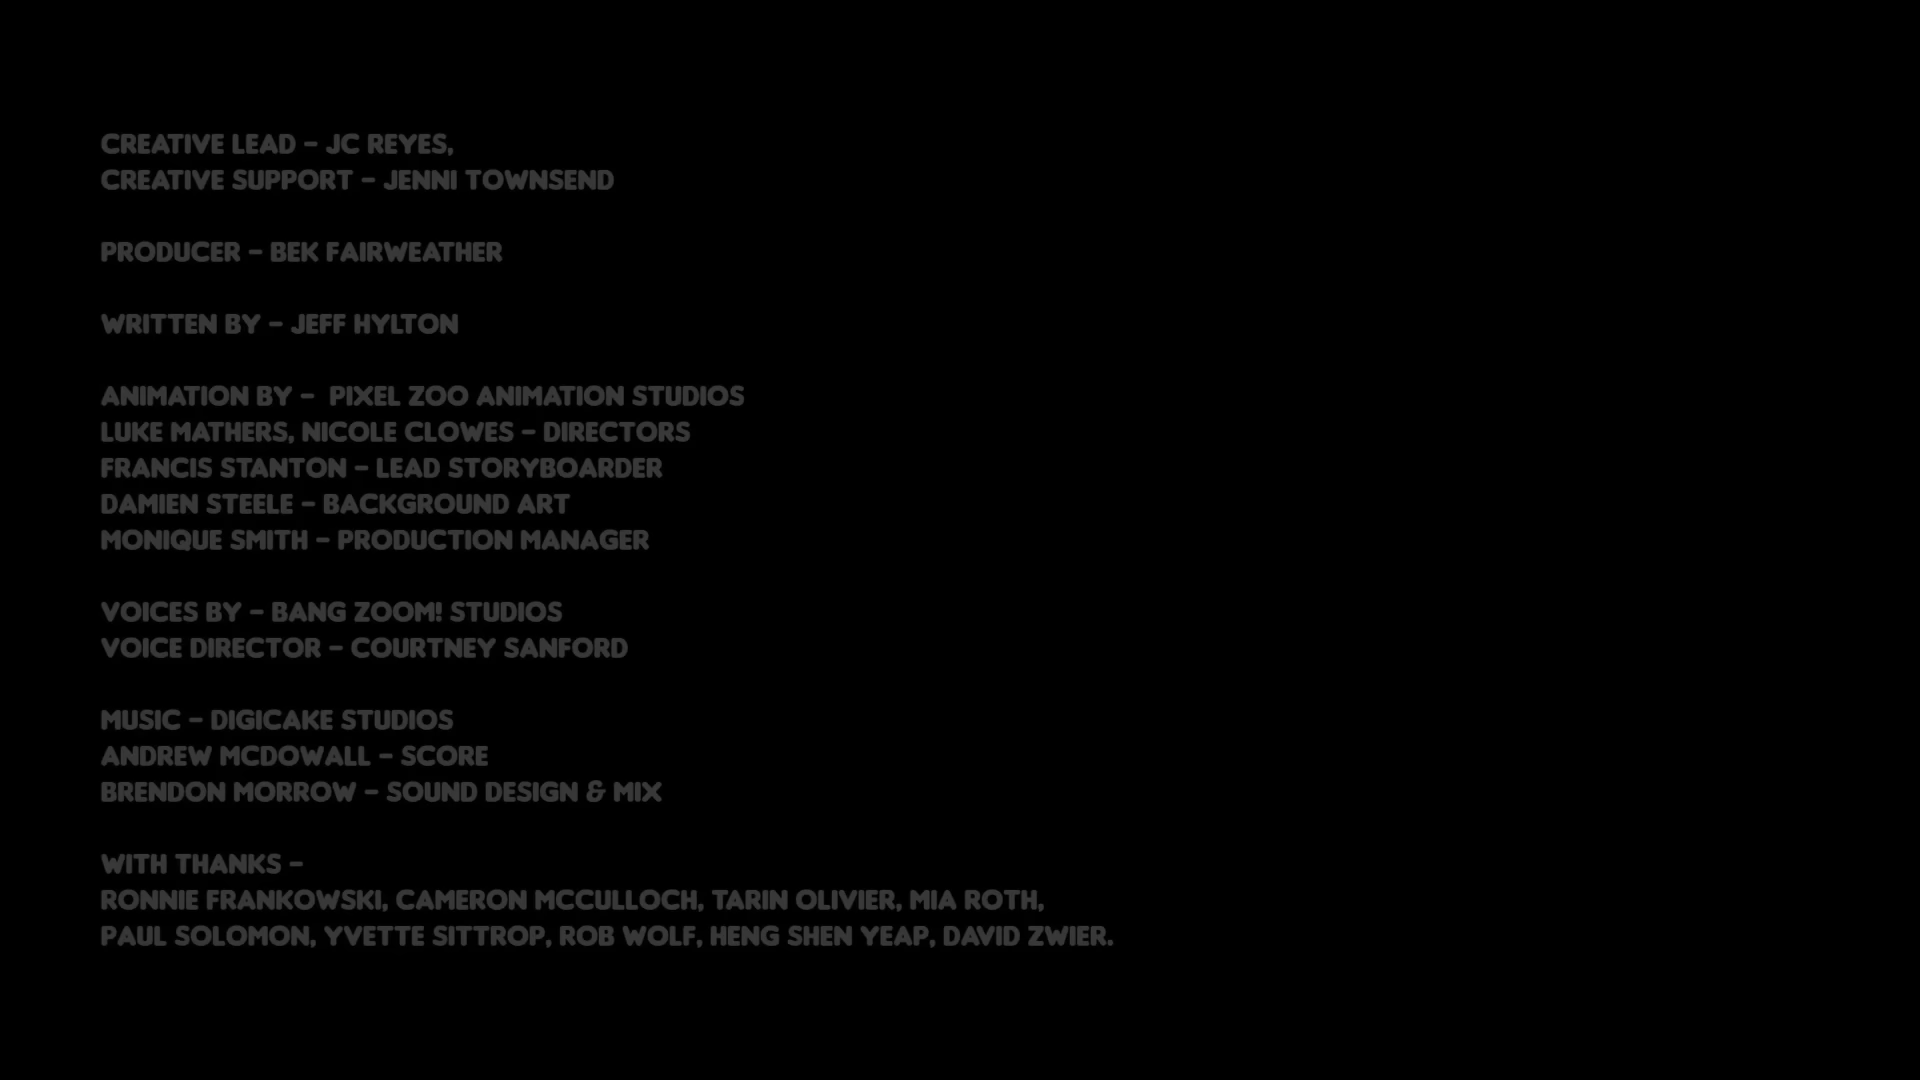 CREATIVE LEAD – JC REYES,
CREATIVE SUPPORT – JENNI TOWNSEND
PRODUCER – BEK FAIRWEATHER
WRITTEN BY – JEFF HYLTON
ANIMATION BY –  PIXEL ZOO ANIMATION STUDIOS
LUKE MATHERS, NICOLE CLOWES – DIRECTORS
FRANCIS STANTON – LEAD STORYBOARDER
DAMIEN STEELE – BACKGROUND ART
MONIQUE SMITH – PRODUCTION MANAGER
VOICES BY – BANG ZOOM! STUDIOS
VOICE DIRECTOR – COURTNEY SANFORD
MUSIC – DIGICAKE STUDIOS
ANDREW MCDOWALL – SCORE
BRENDON MORROW – SOUND DESIGN & MIX
WITH THANKS –
RONNIE FRANKOWSKI, CAMERON MCCULLOCH, TARIN OLIVIER, MIA ROTH,
PAUL SOLOMON, YVETTE SITTROP, ROB WOLF, HENG SHEN YEAP, DAVID ZWIER.